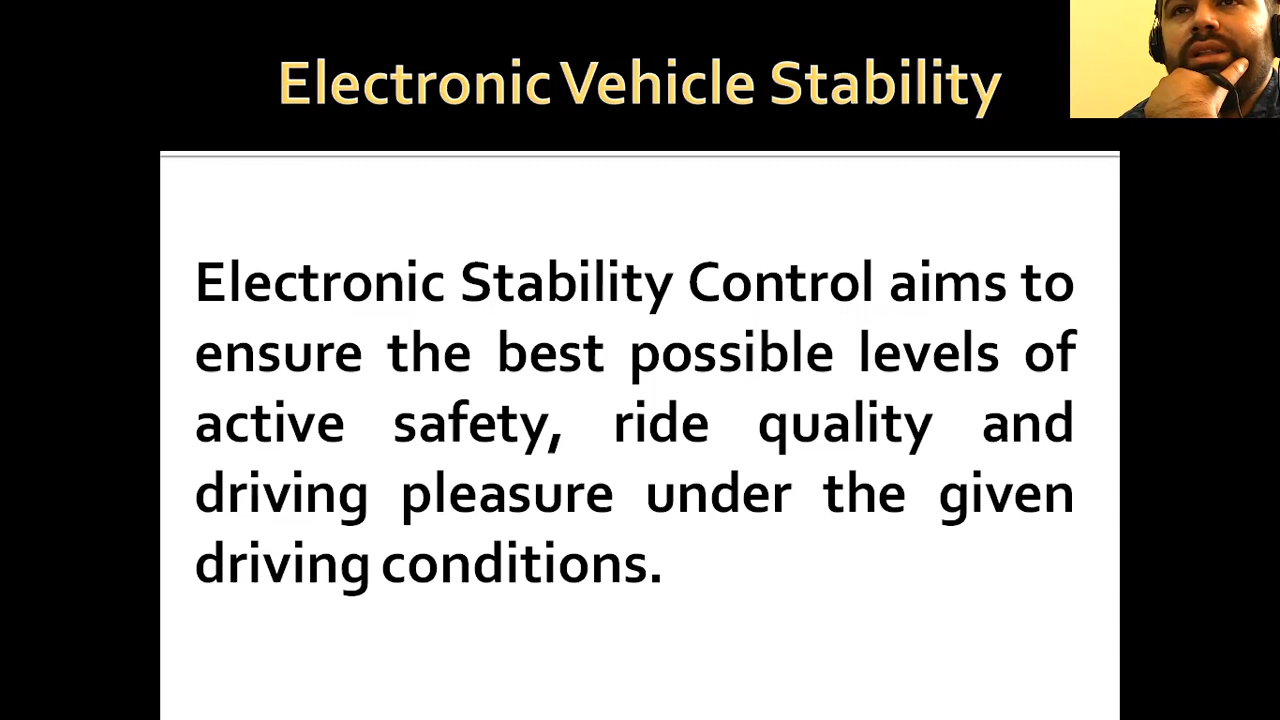 Electronic Vehicle Stability
Electronic Stability Control aims to
ensure the best possible levels of
active safety, ride quality and
driving pleasure under the given
driving conditions.